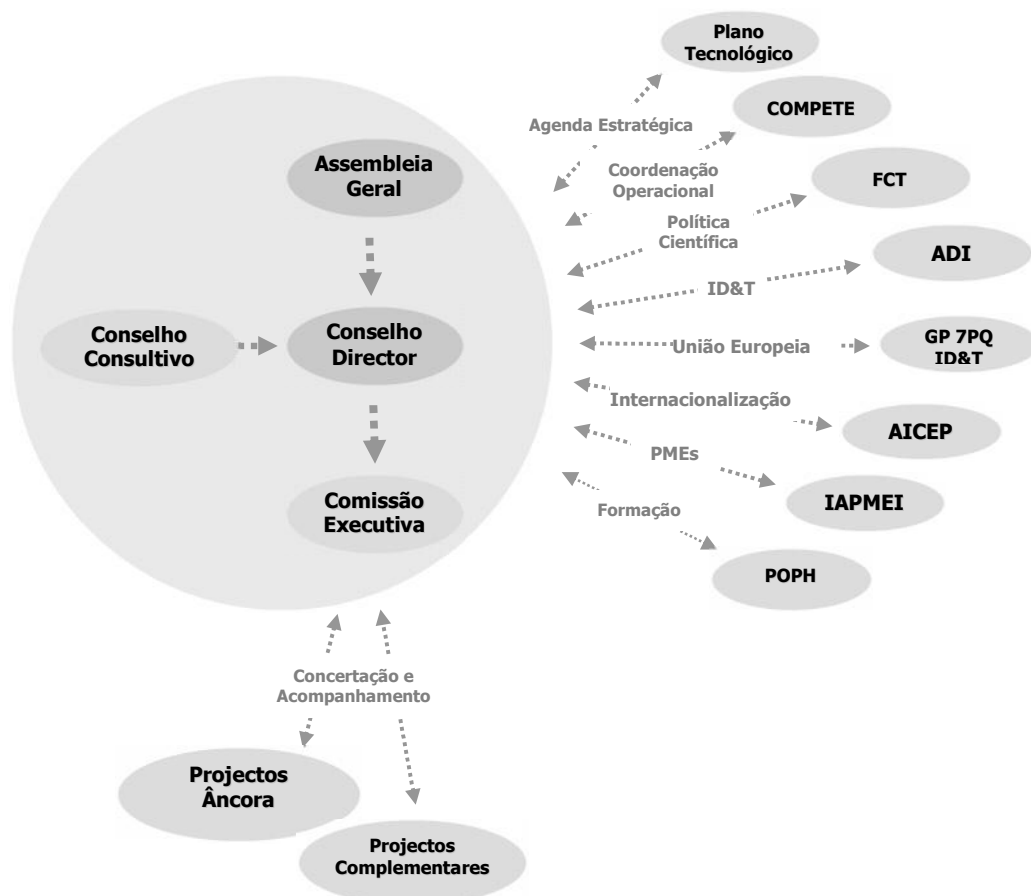 Plano
Tecnológico
COMPETE
Agenda Estratégica
Assembleia
Geral
Coordenação
Operacional
FCT
Política
Científica
ADI
ID&T
Conselho
Consultivo
Conselho
Director
União Europeia
GP 7PQ
ID&T
Internacionalização
AICEP
PMEs
Comissão
Executiva
IAPMEI
Formação
POPH
Concertação e
Acompanhamento
Projectos
Âncora
Projectos
Complementares